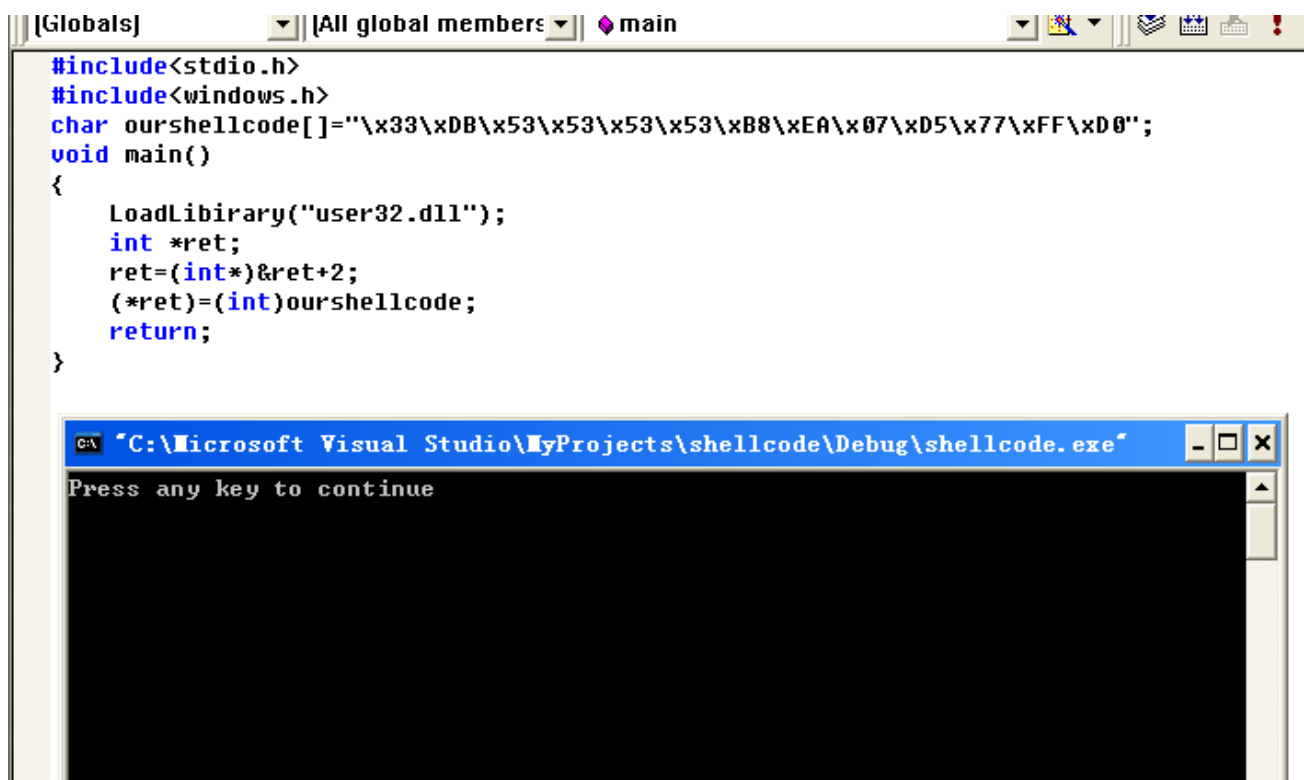 [Globals] [All global members main
#include<stdio.h>
#include<windows.h>
char ourshellcode[]="\x33\xDB\x53\x53\x53\x53\xB8\xEA\x07\xD5\x77\xFF\xD0";
void main()
{
LoadLibirary("user32.dll");
int *ret;
ret=(int*)&ret+2;
(*ret)=(int)ourshellcode;
return;
}
"C:\Microsoft Visual Studio\MyProjects\shellcode\Debug\shellcode.exe"
Press any key to continue